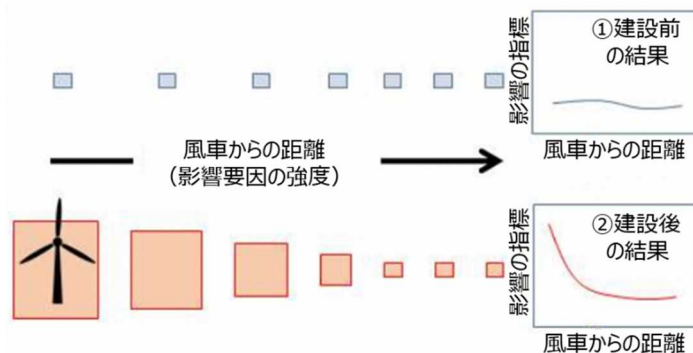 ①建設前
の結果
影響の指標
風車からの距離
風車からの距離
（影響要因の強度）
②建設後
の結果
影響の指標
風車からの距離